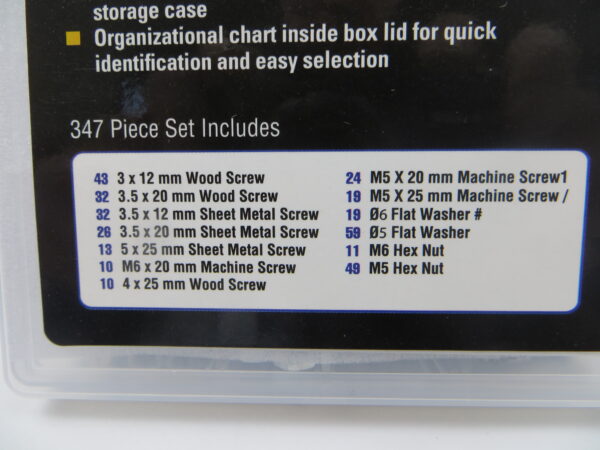 storage case
Organizational chart inside box lid for quick
identification and easy selection
347 Piece Set Includes
43 3 x 12 mm Wood Screw
32 3.5 x 20 mm Wood Screw
32 3.5 x 12 mm Sheet Metal Screw
26 3.5 x 20 mm Sheet Metal Screw
13 5 x 25 mm Sheet Metal Screw
10 M6 x 20 mm Machine Screw
10 4 x 25 mm Wood Screw
24 M5 X 20 mm Machine Screw1
19 M5 X 25 mm Machine Screw /
19 Ø6 Flat Washer #
59 Ø5 Flat Washer
11 M6 Hex Nut
49 M5 Hex Nut